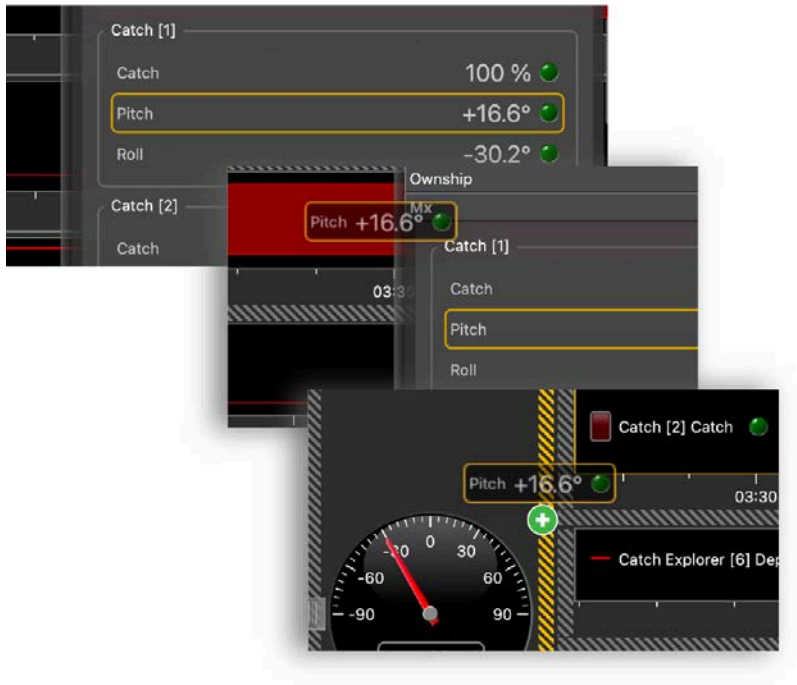 Catch [1]
Catch 100 %
Pitch +16.6°
Roll -30.2°
Catch [2]
Catch
Ownship
Mx
Pitch +16.6°
Catch [1]
03:35
Catch
Pitch
Roll
Catch [2] Catch
Pitch +16.6°
03:30
-30 0 30
-60 60
-90 90
Catch Explorer [6] Dep